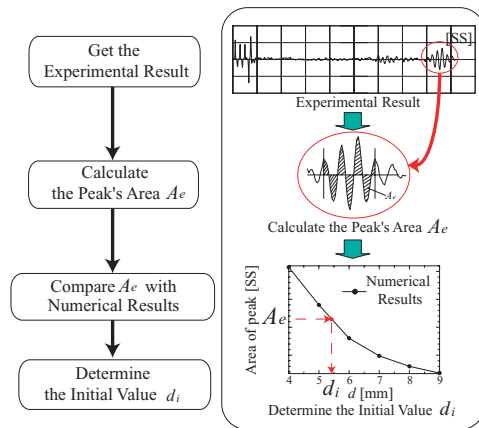 Get the
Experimental Result
Calculate
the Peak's Area Ae
Compare Ae with
Numerical Results
Determine
the Initial Value di
[SS]
Experimental Result
Ae
Calculate the Peak's Area Ae
Area of peak [SS]
Numerical
Results
Ae
4 5 6 7 8 9
di d [mm]
Determine the Initial Value di